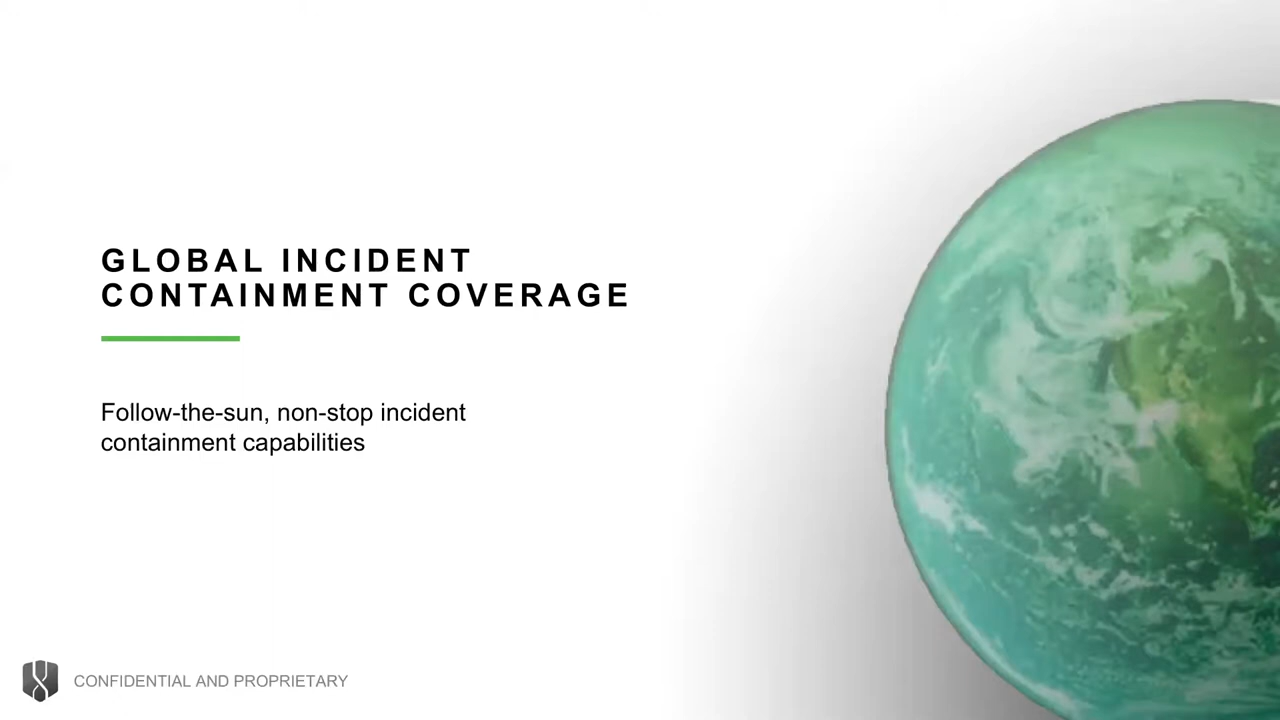 GLOBAL INCIDENT
CONTAINMENT COVERAGE
Follow-the-sun, non-stop incident
containment capabilities
CONFIDENTIAL AND PROPRIETARY